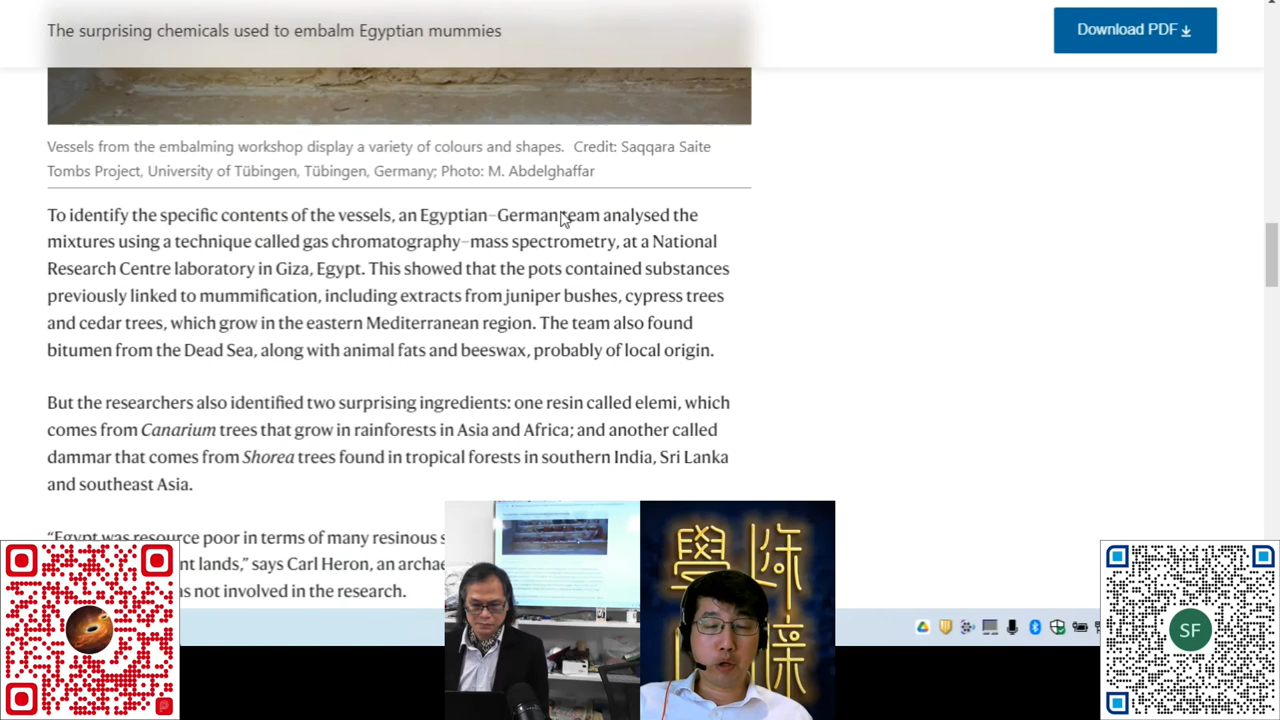 The surprising chemicals used to embalm Egyptian mummies
Download PDF
Vessels from the embalming workshop display a variety of colours and shapes. Credit: Saqqara Saite
Tombs Project, University of Tübingen, Tübingen, Germany; Photo: M. Abdelghaffar
To identify the specific contents of the vessels, an Egyptian–German team analysed the
mixtures using a technique called gas chromatography–mass spectrometry, at a National
Research Centre laboratory in Giza, Egypt. This showed that the pots contained substances
previously linked to mummification, including extracts from juniper bushes, cypress trees
and cedar trees, which grow in the eastern Mediterranean region. The team also found
bitumen from the Dead Sea, along with animal fats and beeswax, probably of local origin.
But the researchers also identified two surprising ingredients: one resin called elemi, which
comes from Canarium trees that grow in rainforests in Asia and Africa; and another called
dammar that comes from Shorea trees found in tropical forests in southern India, Sri Lanka
and southeast Asia.
“Egypt was resource poor in terms of many resinous s
nt lands,” says Carl Heron, an archae
s not involved in the research.
SF